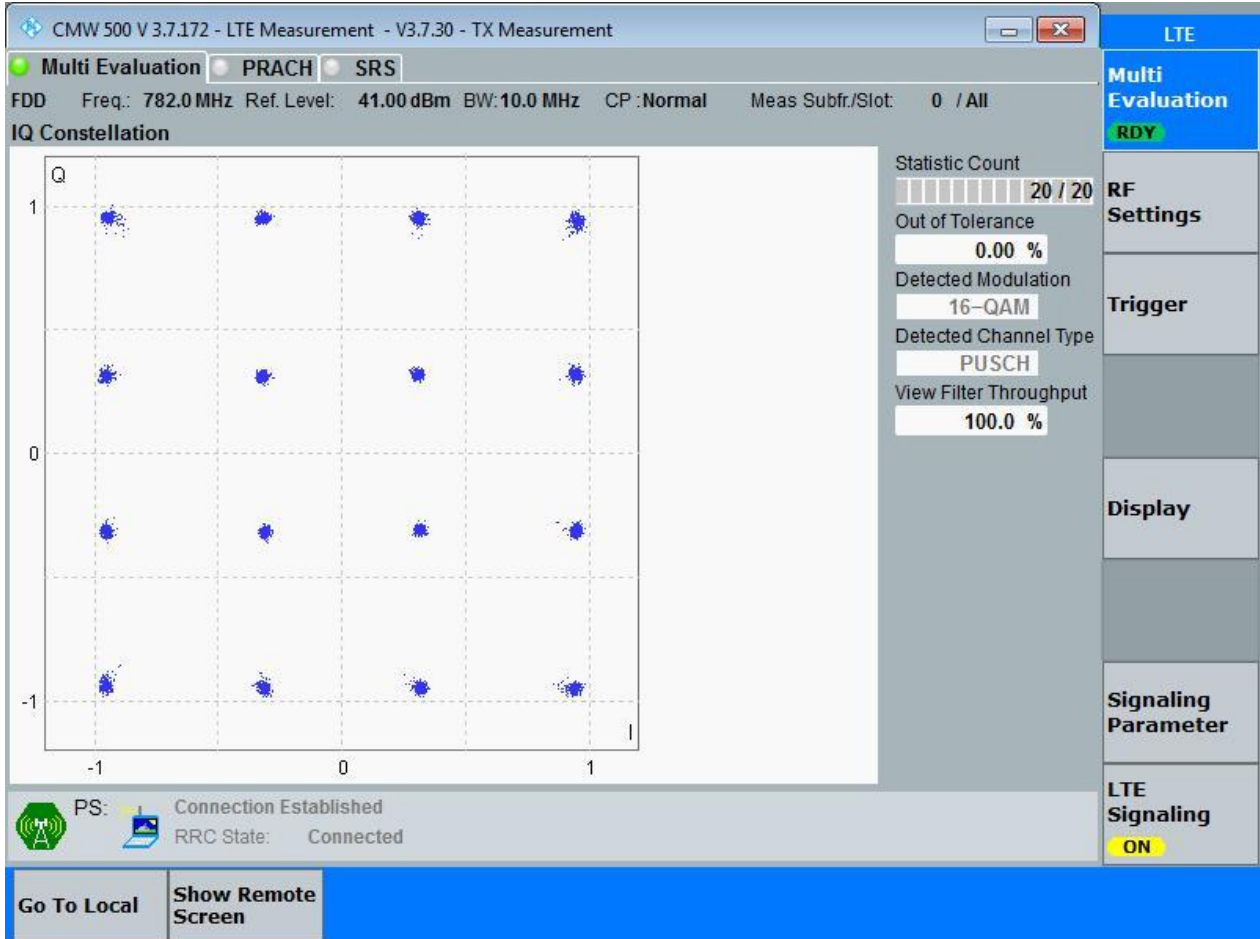 CMW 500 V 3.7.172 - LTE Measurement - V3.7.30 - TX Measurement
LTE
Multi Evaluation PRACH SRS
FDD Freq.: 782.0 MHz Ref. Level: 41.00 dBm BW: 10.0 MHz CP : Normal Meas Subfr./Slot: 0 / All
IQ Constellation
Q
1
0
-1
I
-1 0 1
Statistic Count
20 / 20
Out of Tolerance
0.00 %
Detected Modulation
16-QAM
Detected Channel Type
PUSCH
View Filter Throughput
100.0 %
Multi
Evaluation
RDY
RF
Settings
Trigger
Display
Signaling
Parameter
LTE
Signaling
ON
PS: Connection Established
RRC State: Connected
Go To Local
Show Remote
Screen